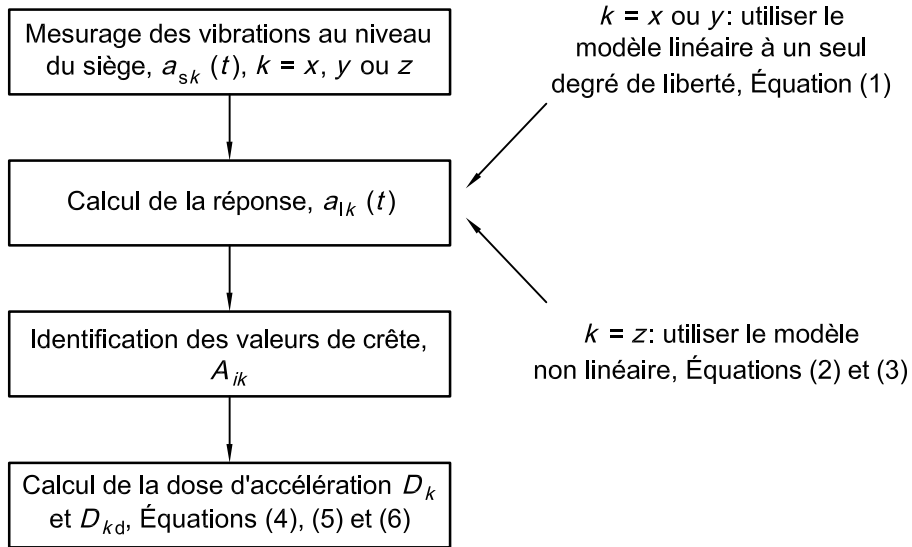 Mesurage des vibrations au niveau
du siège, a_sk (t), k = x, y ou z
k = x ou y: utiliser le
modèle linéaire à un seul
degré de liberté, Équation (1)
Calcul de la réponse, a_lk (t)
Identification des valeurs de crête,
A_ik
k = z: utiliser le modèle
non linéaire, Équations (2) et (3)
Calcul de la dose d'accélération D_k
et D_kd, Équations (4), (5) et (6)